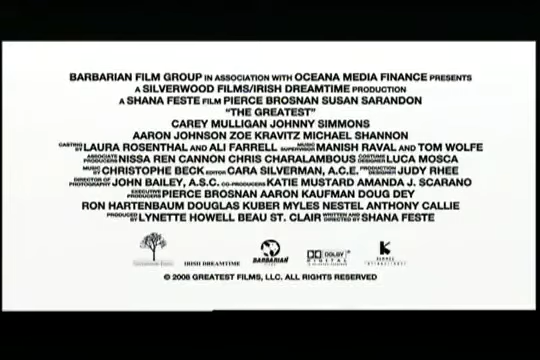 BARBARIAN FILM GROUP IN ASSOCIATION WITH OCEANA MEDIA FINANCE PRESENTS
A SILVERWOOD FILMS/IRISH DREAMTIME PRODUCTION
A SHANA FESTE FILM PIERCE BROSNAN SUSAN SARANDON
"THE GREATEST"
CAREY MULLIGAN JOHNNY SIMMONS
AARON JOHNSON ZOE KRAVITZ MICHAEL SHANNON
CASTING BY LAURA ROSENTHAL AND ALI FARRELL MUSIC SUPERVISOR MANISH RAVAL AND TOM WOLFE
ASSOCIATE PRODUCERS NISSA REN CANNON CHRIS CHARALAMBOUS COSTUME DESIGNER LUCA MOSCA
MUSIC BY CHRISTOPHE BECK EDITOR CARA SILVERMAN, A.C.E. PRODUCTION DESIGNER JUDY RHEE
DIRECTOR OF PHOTOGRAPHY JOHN BAILEY, A.S.C. CO-PRODUCERS KATIE MUSTARD AMANDA J. SCARANO
EXECUTIVE PRODUCERS PIERCE BROSNAN AARON KAUFMAN DOUG DEY
RON HARTENBAUM DOUGLAS KUBER MYLES NESTEL ANTHONY CALLIE
PRODUCED BY LYNETTE HOWELL BEAU ST. CLAIR WRITTEN AND DIRECTED BY SHANA FESTE
IRISH DREAMTIME BARBARIAN DOLBY DIGITAL
© 2008 GREATEST FILMS, LLC. ALL RIGHTS RESERVED